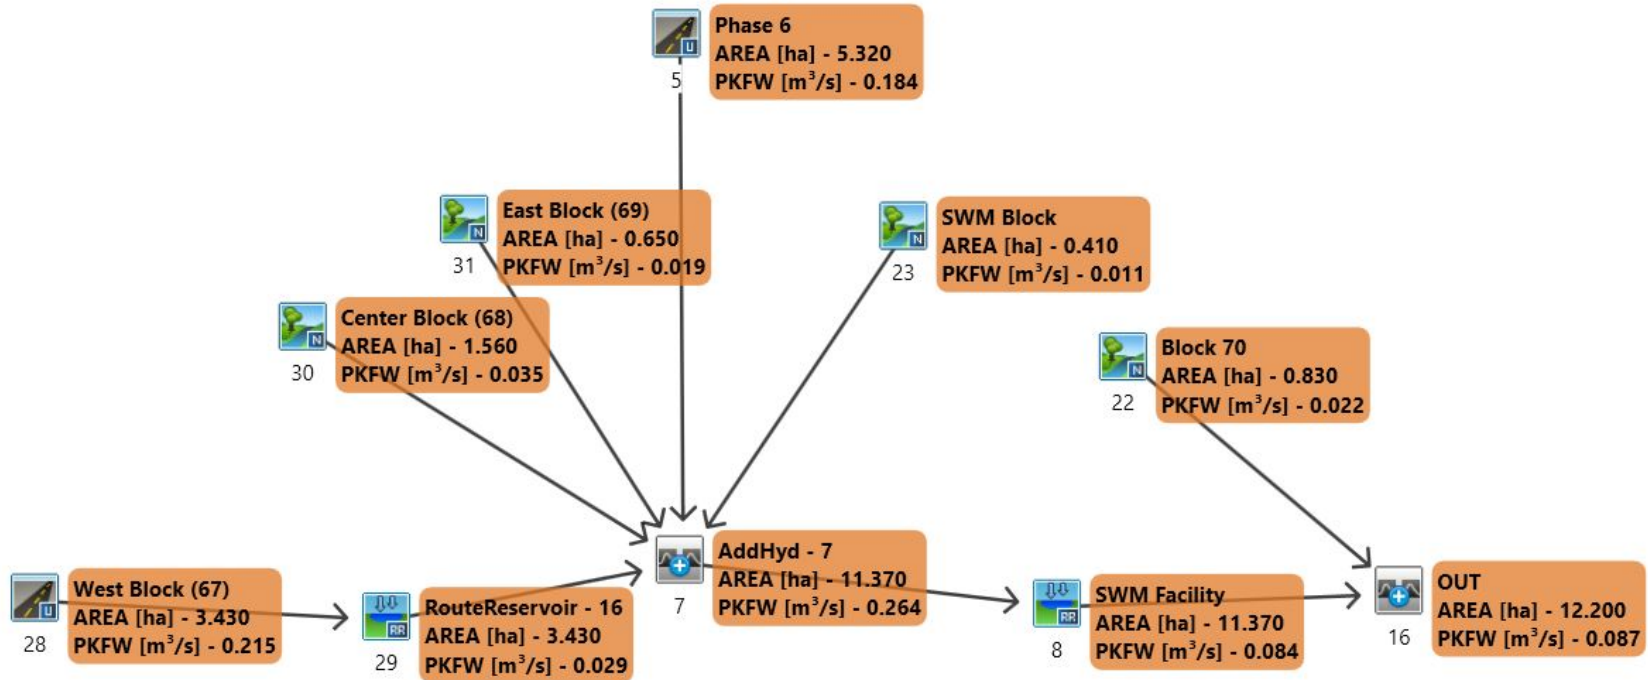 Phase 6
AREA [ha] - 5.320
PKFW [m³/s] - 0.184
U
5
East Block (69)
AREA [ha] - 0.650
PKFW [m³/s] - 0.019
N
31
SWM Block
AREA [ha] - 0.410
PKFW [m³/s] - 0.011
N
23
Center Block (68)
AREA [ha] - 1.560
PKFW [m³/s] - 0.035
N
30
Block 70
AREA [ha] - 0.830
PKFW [m³/s] - 0.022
N
22
West Block (67)
AREA [ha] - 3.430
PKFW [m³/s] - 0.215
U
28
RouteReservoir - 16
AREA [ha] - 3.430
PKFW [m³/s] - 0.029
RR
29
AddHyd - 7
AREA [ha] - 11.370
PKFW [m³/s] - 0.264
7
SWM Facility
AREA [ha] - 11.370
PKFW [m³/s] - 0.084
RR
8
OUT
AREA [ha] - 12.200
PKFW [m³/s] - 0.087
16